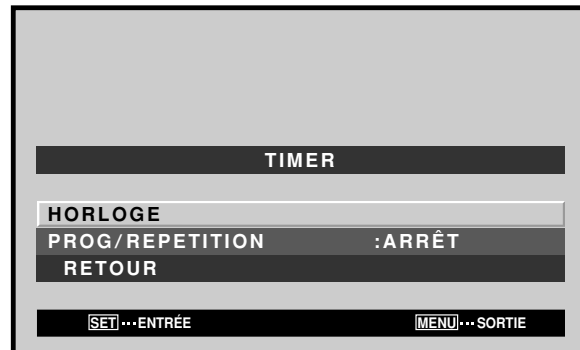 TIMER
HORLOGE
PROG/REPETITION :ARRÊT
RETOUR
SET ••• ENTRÉE MENU ••• SORTIE